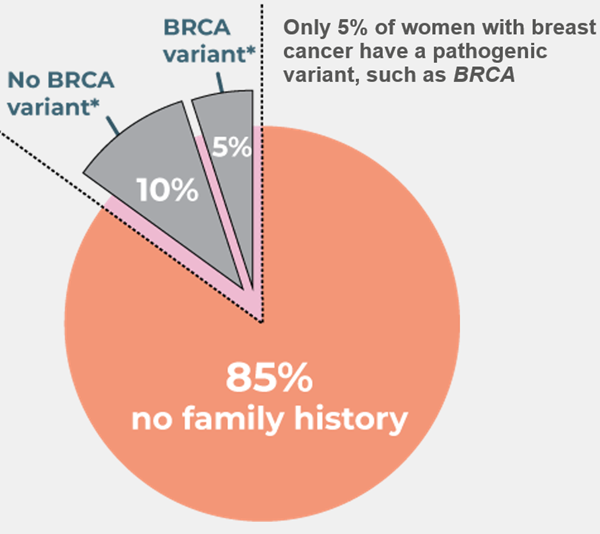 BRCA
variant*
Only 5% of women with breast
cancer have a pathogenic
variant, such as BRCA
No BRCA
variant*
5%
10%
85%
no family history